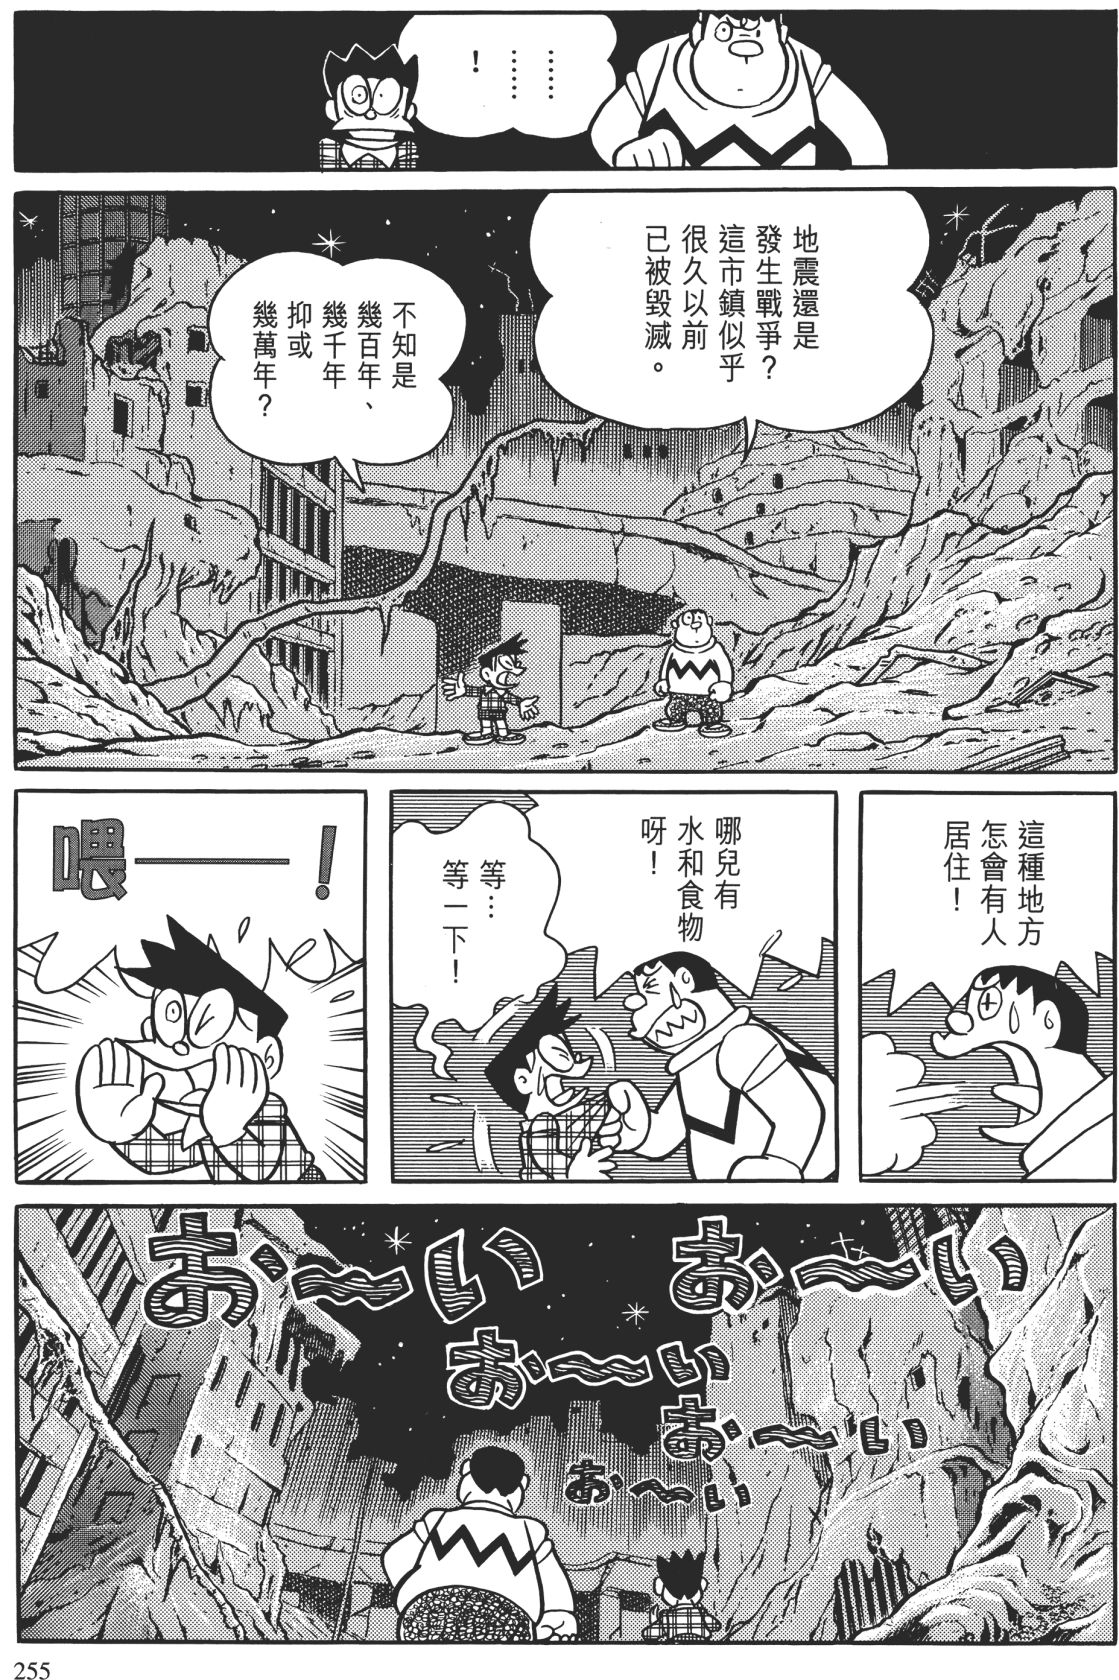 ……
……
！
地震還是
發生戰爭？
這市鎮似乎
很久以前
已被毀滅。
不知是
幾百年、
幾千年
抑或
幾萬年？
這種地方
怎會有人
居住！
哪兒有
水和食物
呀！
等…
等一下！
喂——！
お〜い
お〜い
お〜い
お〜い
お〜い
255